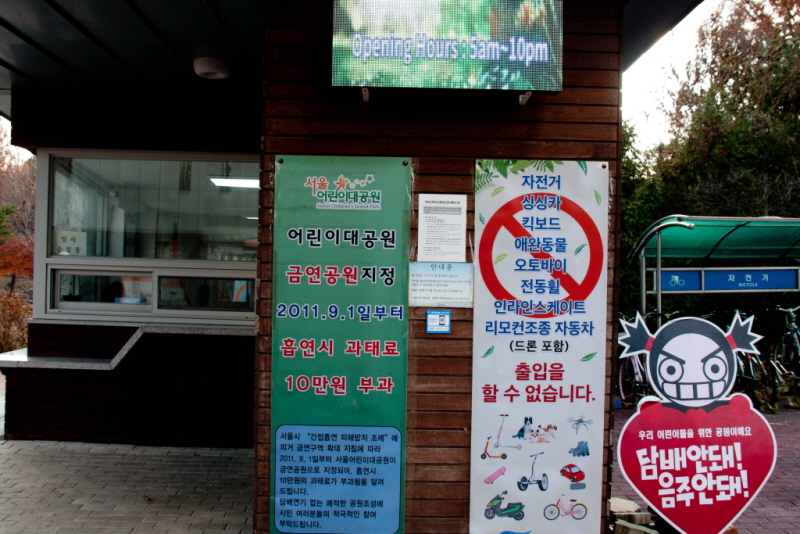 Opening Hours : 5am~10pm
서울
어린이대공원
Seoul Children's Grand Park
어린이대공원
금연공원지정
2011.9.1일부터
흡연시 과태료
10만원 부과
서울시 "간접흡연 피해방지 조례"에
의거 금연구역 확대 지침에 따라
2011. 9. 1일부터 서울어린이대공원이
금연공원으로 지정되어, 흡연시
10만원의 과태료가 부과됨을 알려
드립니다.
담배연기 없는 쾌적한 공원조성에
시민 여러분들의 적극적인 참여
부탁드립니다.
안 내 문
자전거
씽씽카
킥보드
애완동물
오토바이
전동휠
인라인스케이트
리모컨조종 자동차
(드론 포함)
출입을
할 수 없습니다.
자 전 거
BICYCLE
우리 어린이들을 위한 공원이에요
담배안돼!
음주안돼!